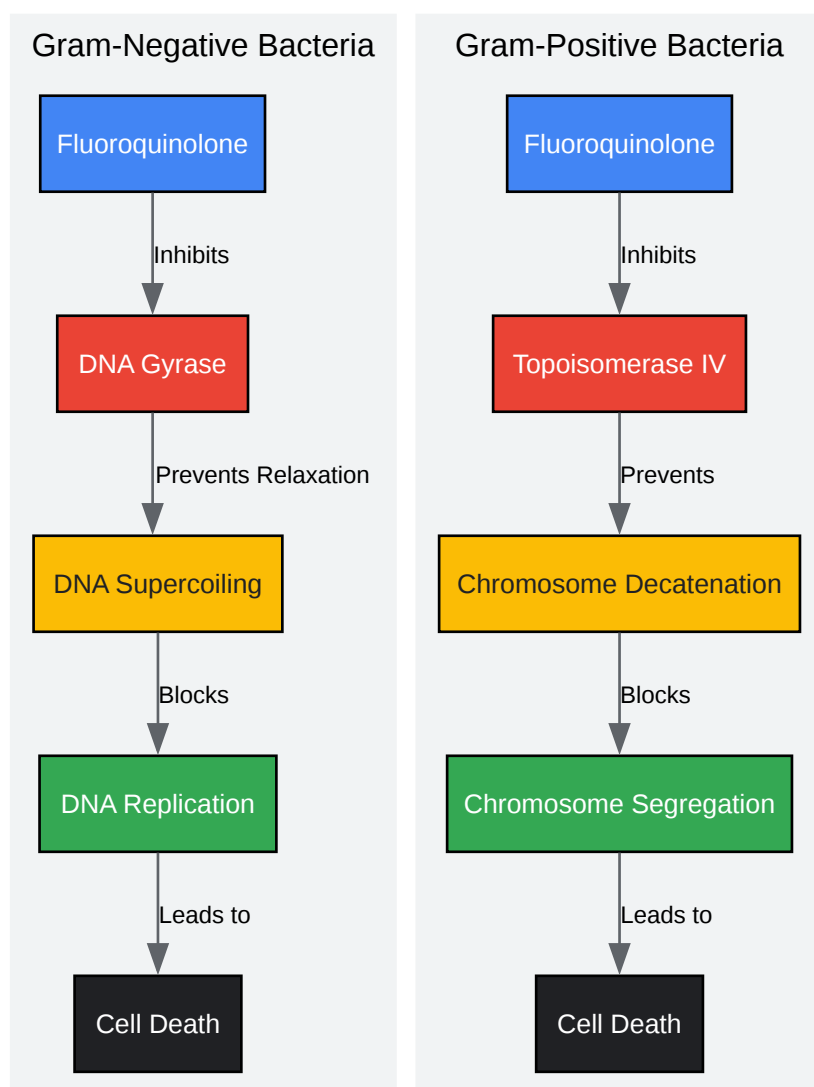 Gram-Negative Bacteria
Fluoroquinolone
Inhibits
DNA Gyrase
Prevents Relaxation
DNA Supercoiling
Blocks
DNA Replication
Leads to
Cell Death
Gram-Positive Bacteria
Fluoroquinolone
Inhibits
Topoisomerase IV
Prevents
Chromosome Decatenation
Blocks
Chromosome Segregation
Leads to
Cell Death